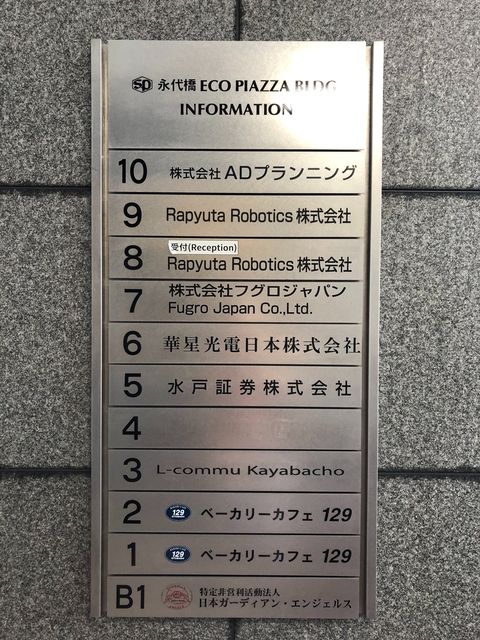 SP 永代橋 ECO PIAZZA BLDG
INFORMATION
10 株式会社 ADプランニング
9 Rapyuta Robotics 株式会社
受付(Reception)
8 Rapyuta Robotics 株式会社
株式会社フグロジャパン
7 Fugro Japan Co.,Ltd.
6 華星光電日本株式会社
5 水戸証券株式会社
4
3 L-commu Kayabacho
2 129 ベーカリーカフェ 129
1 129 ベーカリーカフェ 129
特定非営利活動法人
B1 日本ガーディアン・エンジェルス